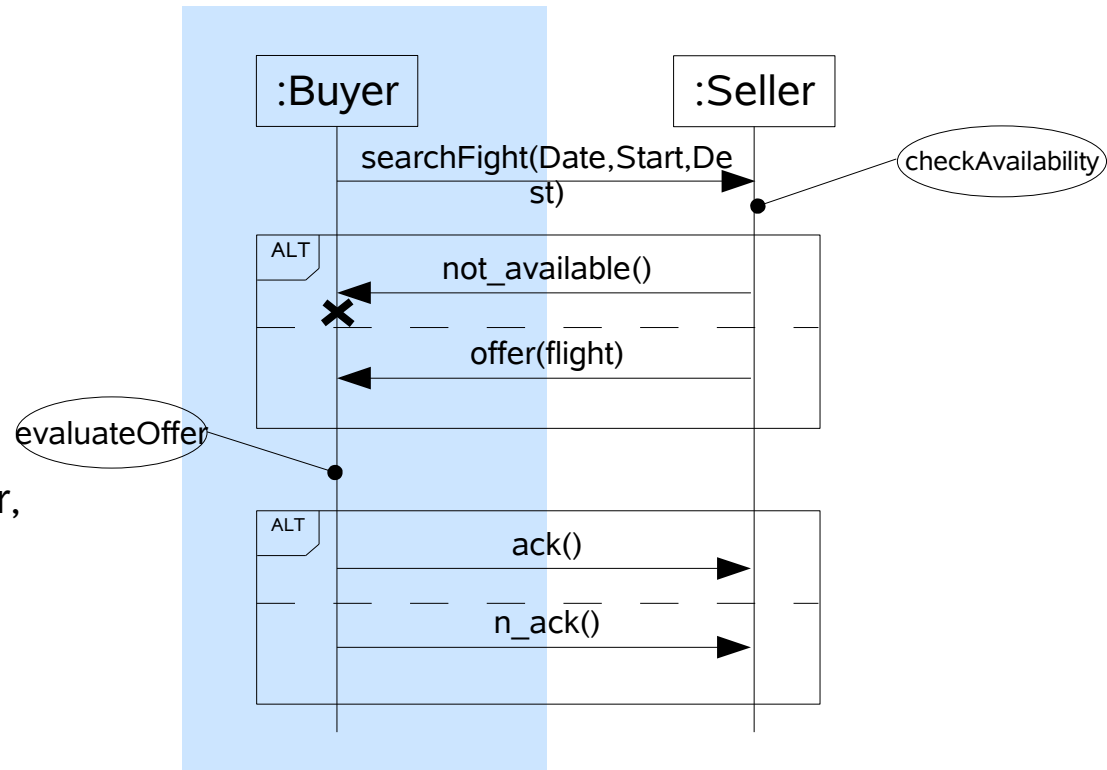 :Buyer
:Seller
searchFight(Date,Start,De
st)
checkAvailability
ALT
not_available()
offer(flight)
evaluateOffer
r,
ALT
ack()
n_ack()